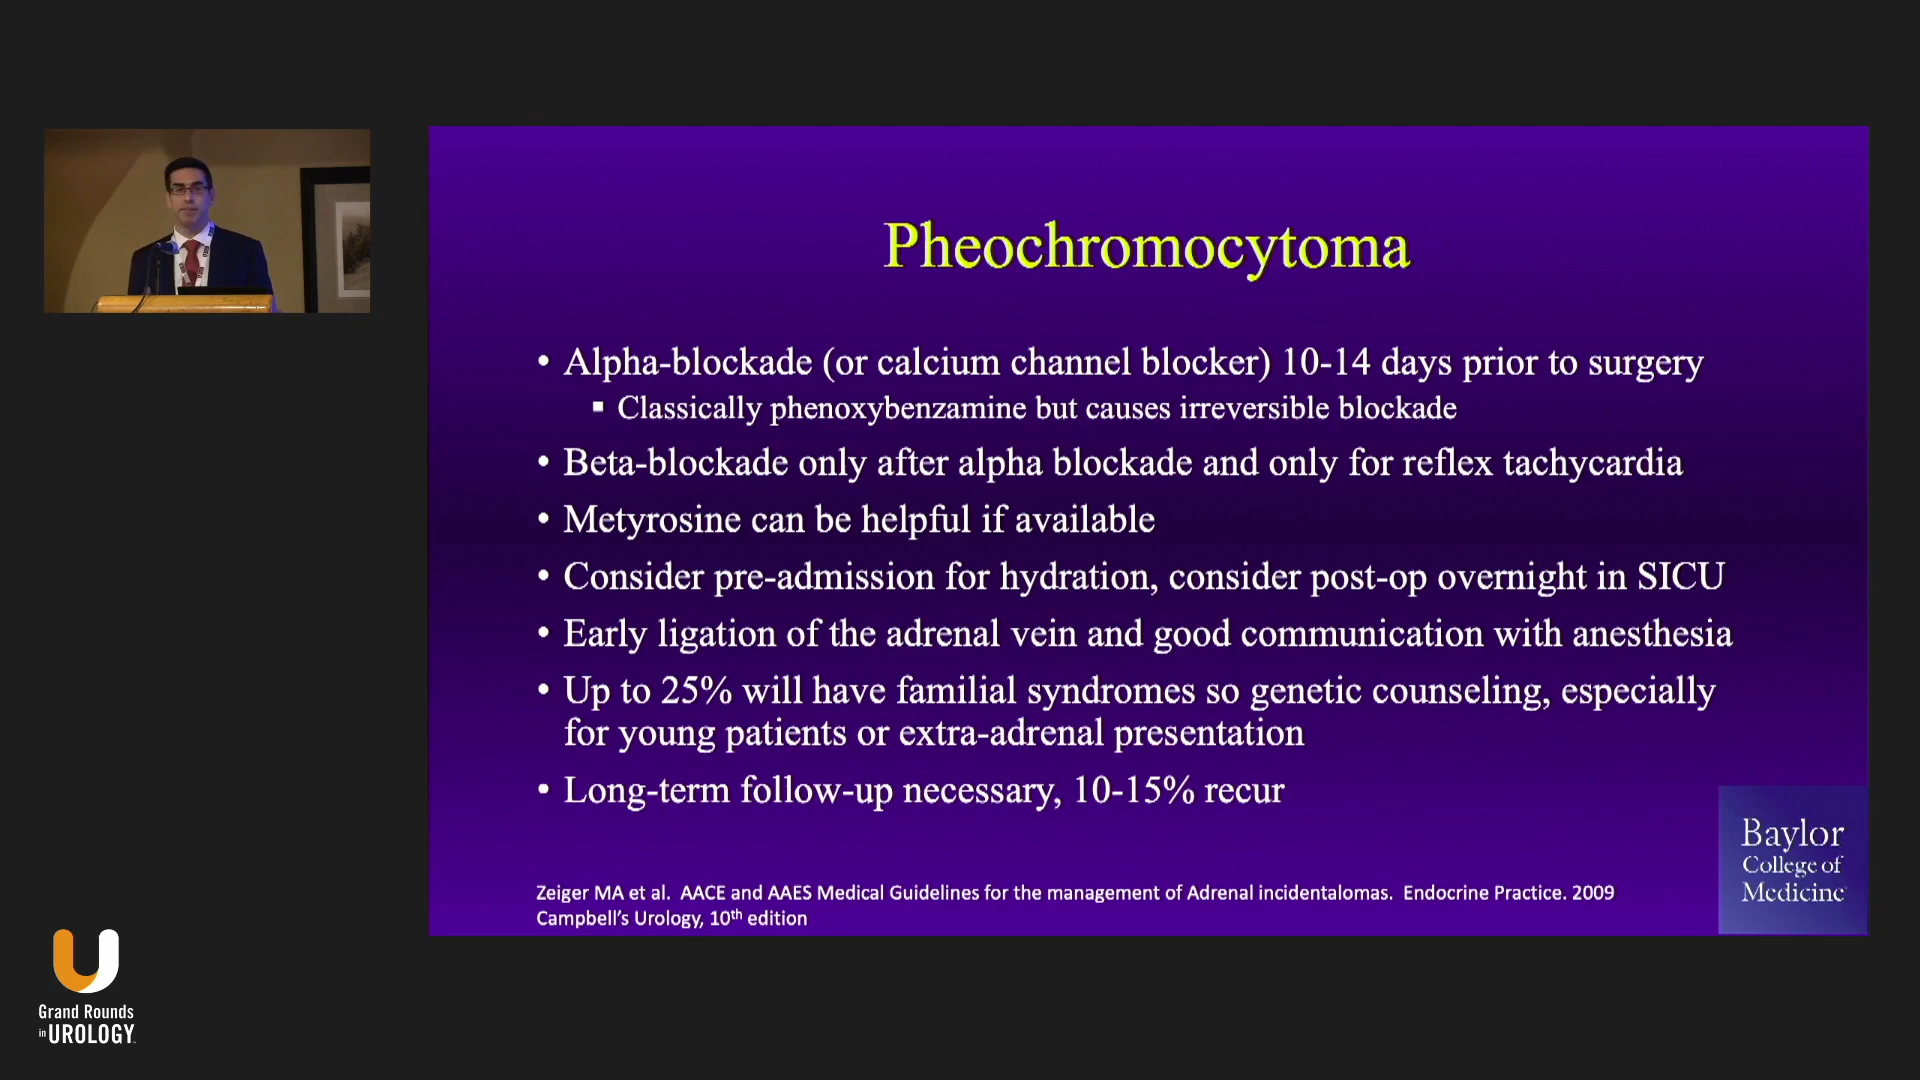 Pheochromocytoma
• Alpha-blockade (or calcium channel blocker) 10-14 days prior to surgery
▪ Classically phenoxybenzamine but causes irreversible blockade
• Beta-blockade only after alpha blockade and only for reflex tachycardia
• Metyrosine can be helpful if available
• Consider pre-admission for hydration, consider post-op overnight in SICU
• Early ligation of the adrenal vein and good communication with anesthesia
• Up to 25% will have familial syndromes so genetic counseling, especially
for young patients or extra-adrenal presentation
• Long-term follow-up necessary, 10-15% recur
Zeiger MA et al. AACE and AAES Medical Guidelines for the management of Adrenal incidentalomas. Endocrine Practice. 2009
Campbell's Urology, 10th edition
Baylor
College of
Medicine
Grand Rounds
in UROLOGY